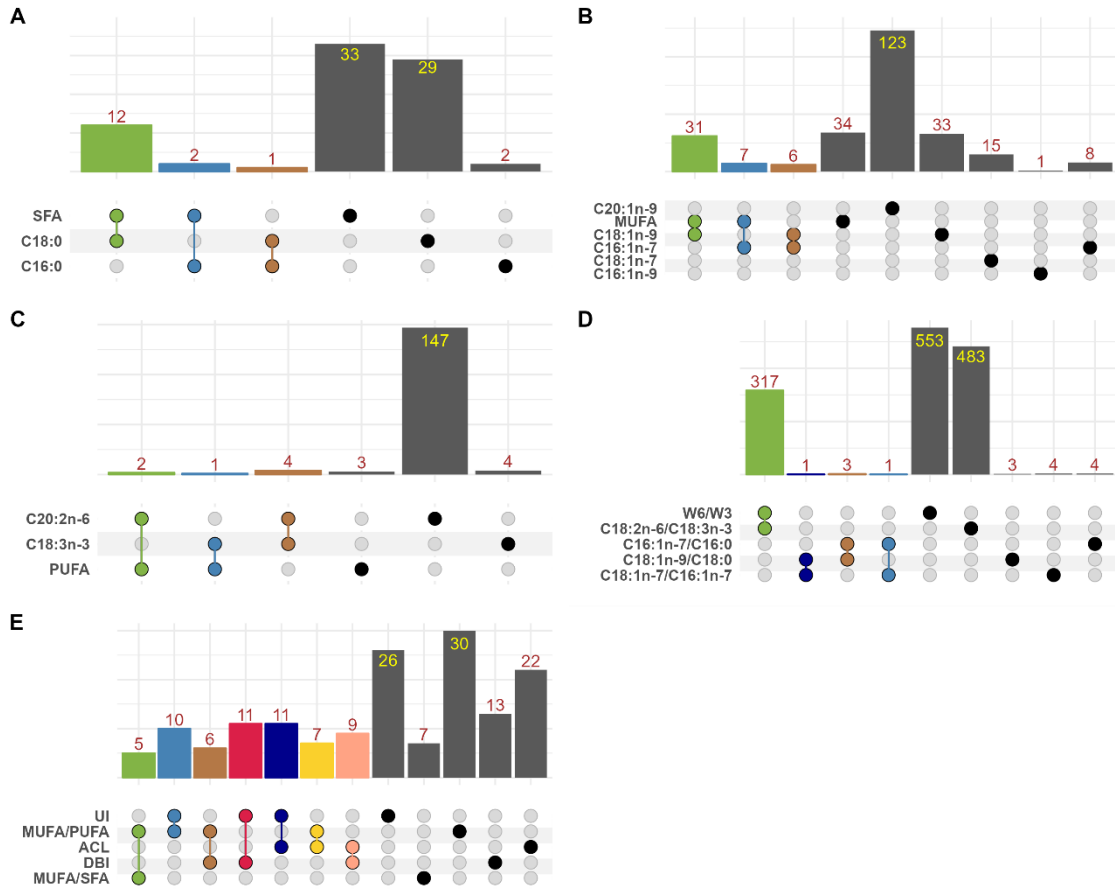 A
12
2
1
33
29
2
SFA
C18:0
C16:0
B
31
7
6
34
123
33
15
1
8
C20:1n-9
MUFA
C18:1n-9
C16:1n-7
C18:1n-7
C16:1n-9
C
2
1
4
3
147
4
C20:2n-6
C18:3n-3
PUFA
D
317
1
3
1
553
483
3
4
4
W6/W3
C18:2n-6/C18:3n-3
C16:1n-7/C16:0
C18:1n-9/C18:0
C18:1n-7/C16:1n-7
E
5
10
6
11
11
7
9
26
7
30
13
22
UI
MUFA/PUFA
ACL
DBI
MUFA/SFA